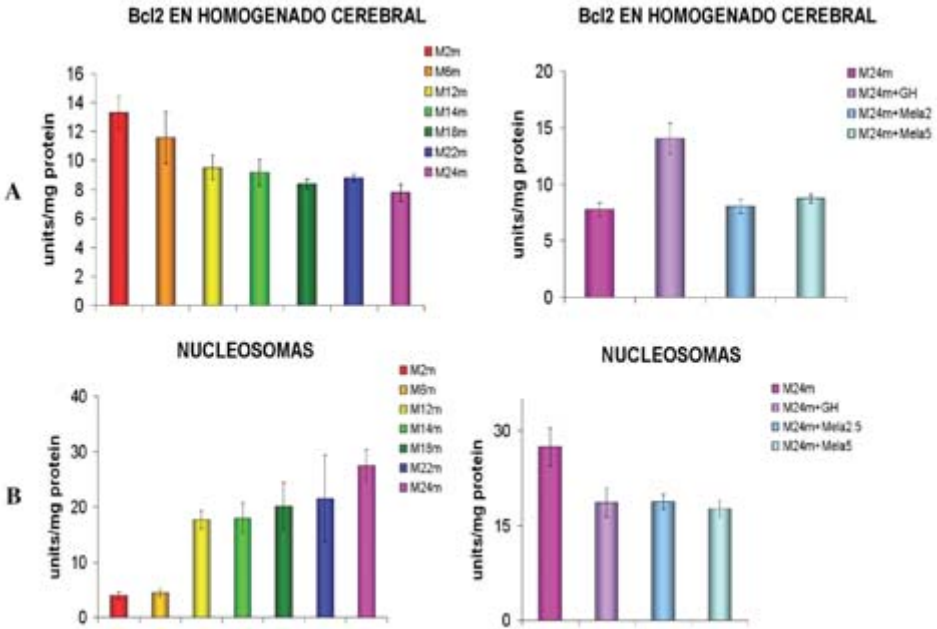 Bcl2 EN HOMOGENADO CEREBRAL
A
units/mg protein
16
14
12
10
8
6
4
2
0
M2m
M6m
M12m
M14m
M18m
M22m
M24m
Bcl2 EN HOMOGENADO CEREBRAL
units/mg protein
20
15
10
5
0
M24m
M24m+GH
M24m+Mela2
M24m+Mela5
NUCLEOSOMAS
B
units/mg protein
40
30
20
10
0
M2m
M6m
M12m
M14m
M18m
M22m
M24m
NUCLEOSOMAS
units/mg protein
30
15
0
M24m
M24m+GH
M24m+Mela2 5
M24m+Mela5